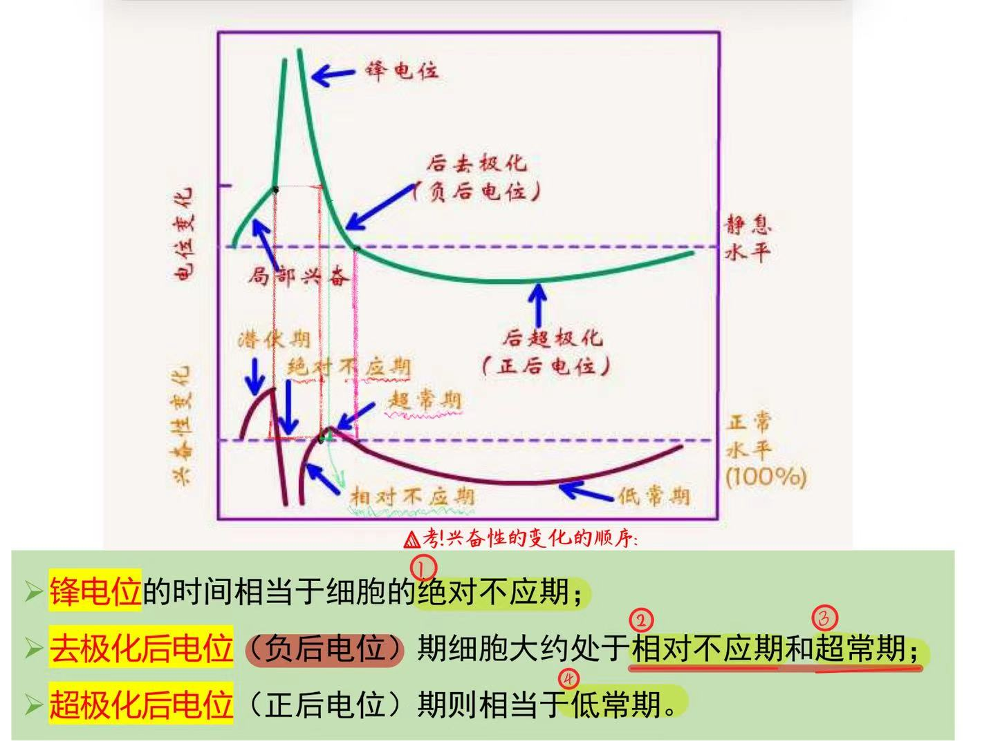 锋电位
后去极化
（负后电位）
电位变化
静息
水平
局部兴奋
后超极化
（正后电位）
潜伏期
绝对不应期
超常期
兴奋性变化
正常
水平
(100%)
相对不应期
低常期
考!兴奋性的变化的顺序:
①
锋电位的时间相当于细胞的绝对不应期；
② ③
去极化后电位（负后电位）期细胞大约处于相对不应期和超常期；
④
超极化后电位（正后电位）期则相当于低常期。